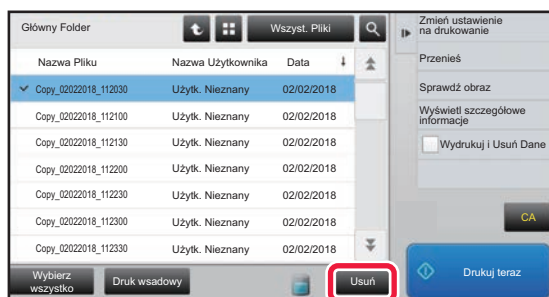 Główny Folder
Wszyst. Pliki
Nazwa Pliku Nazwa Użytkownika Data
Copy_02022018_112030 Użytk. Nieznany 02/02/2018
Copy_02022018_112100 Użytk. Nieznany 02/02/2018
Copy_02022018_112130 Użytk. Nieznany 02/02/2018
Copy_02022018_112200 Użytk. Nieznany 02/02/2018
Copy_02022018_112230 Użytk. Nieznany 02/02/2018
Copy_02022018_112300 Użytk. Nieznany 02/02/2018
Copy_02022018_112330 Użytk. Nieznany 02/02/2018
Wybierz
wszystko
Druk wsadowy
Usuń
Zmień ustawienie
na drukowanie
Przenieś
Sprawdź obraz
Wyświetl szczegółowe
informacje
Wydrukuj i Usuń Dane
CA
Drukuj teraz